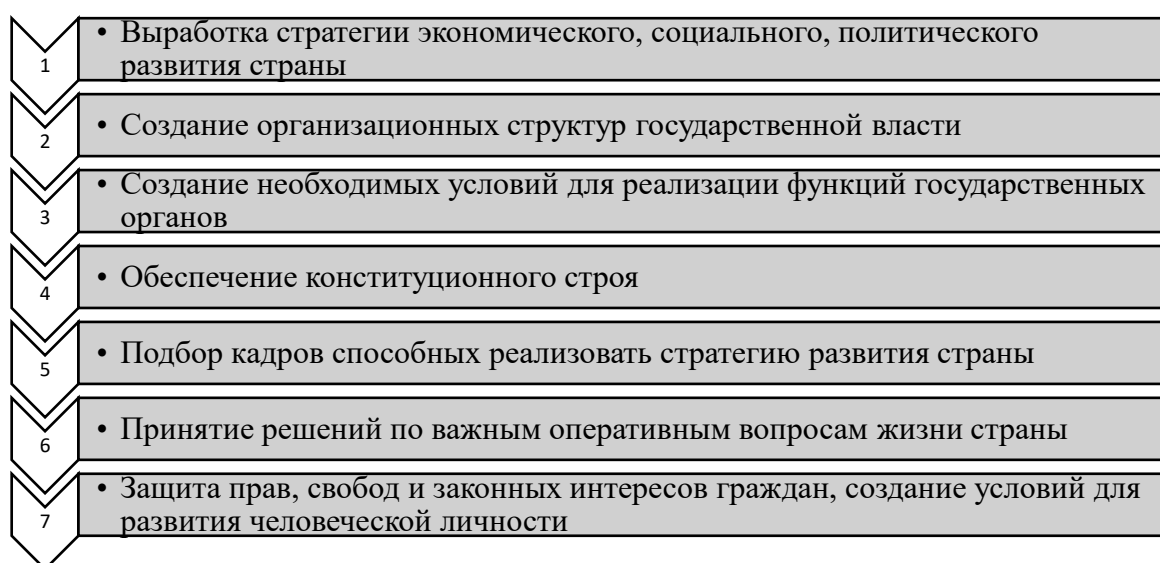 1
• Выработка стратегии экономического, социального, политического
развития страны
2
• Создание организационных структур государственной власти
3
• Создание необходимых условий для реализации функций государственных
органов
4
• Обеспечение конституционного строя
5
• Подбор кадров способных реализовать стратегию развития страны
6
• Принятие решений по важным оперативным вопросам жизни страны
7
• Защита прав, свобод и законных интересов граждан, создание условий для
развития человеческой личности